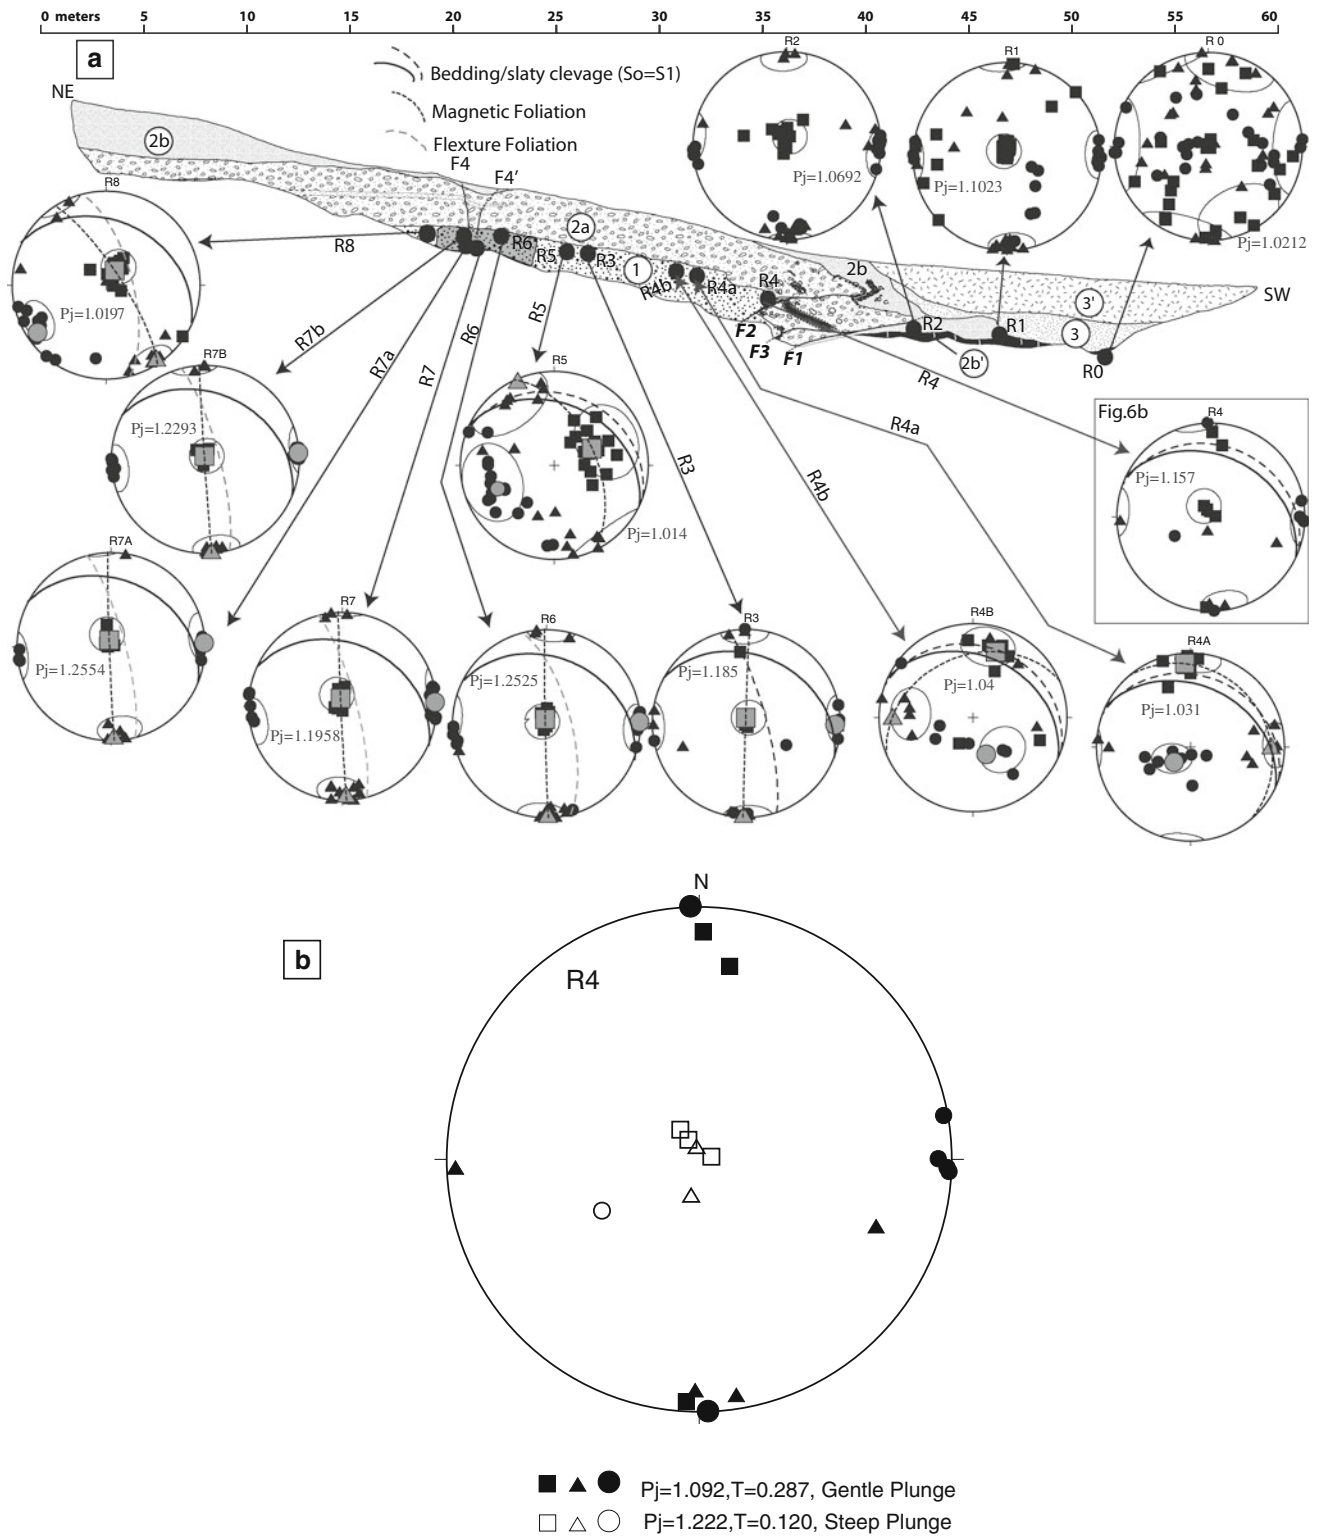 0 meters 5 10 15 20 25 30 35 40 45 50 55 60
a
NE
Bedding/slaty clevage (So=S1)
Magnetic Foliation
Flexture Foliation
2b
F4
F4'
R2
Pj=1.0692
R1
Pj=1.1023
R 0
Pj=1.0212
R8
Pj=1.0197
R8
R6
2a
R5
R3
1
R4b
R4a
R4
2b
3'
SW
3
R2
R1
R0
2b'
F2
F3
F1
R7b
R7a
R7
R6
R5
R3
R4b
R4a
R4
R7B
Pj=1.2293
R5
Pj=1.014
Fig.6b
R4
Pj=1.157
R7A
Pj=1.2554
R7
Pj=1.1958
R6
Pj=1.2525
R3
Pj=1.185
R4B
Pj=1.04
R4A
Pj=1.031
b
N
R4
Pj=1.092,T=0.287, Gentle Plunge
Pj=1.222,T=0.120, Steep Plunge